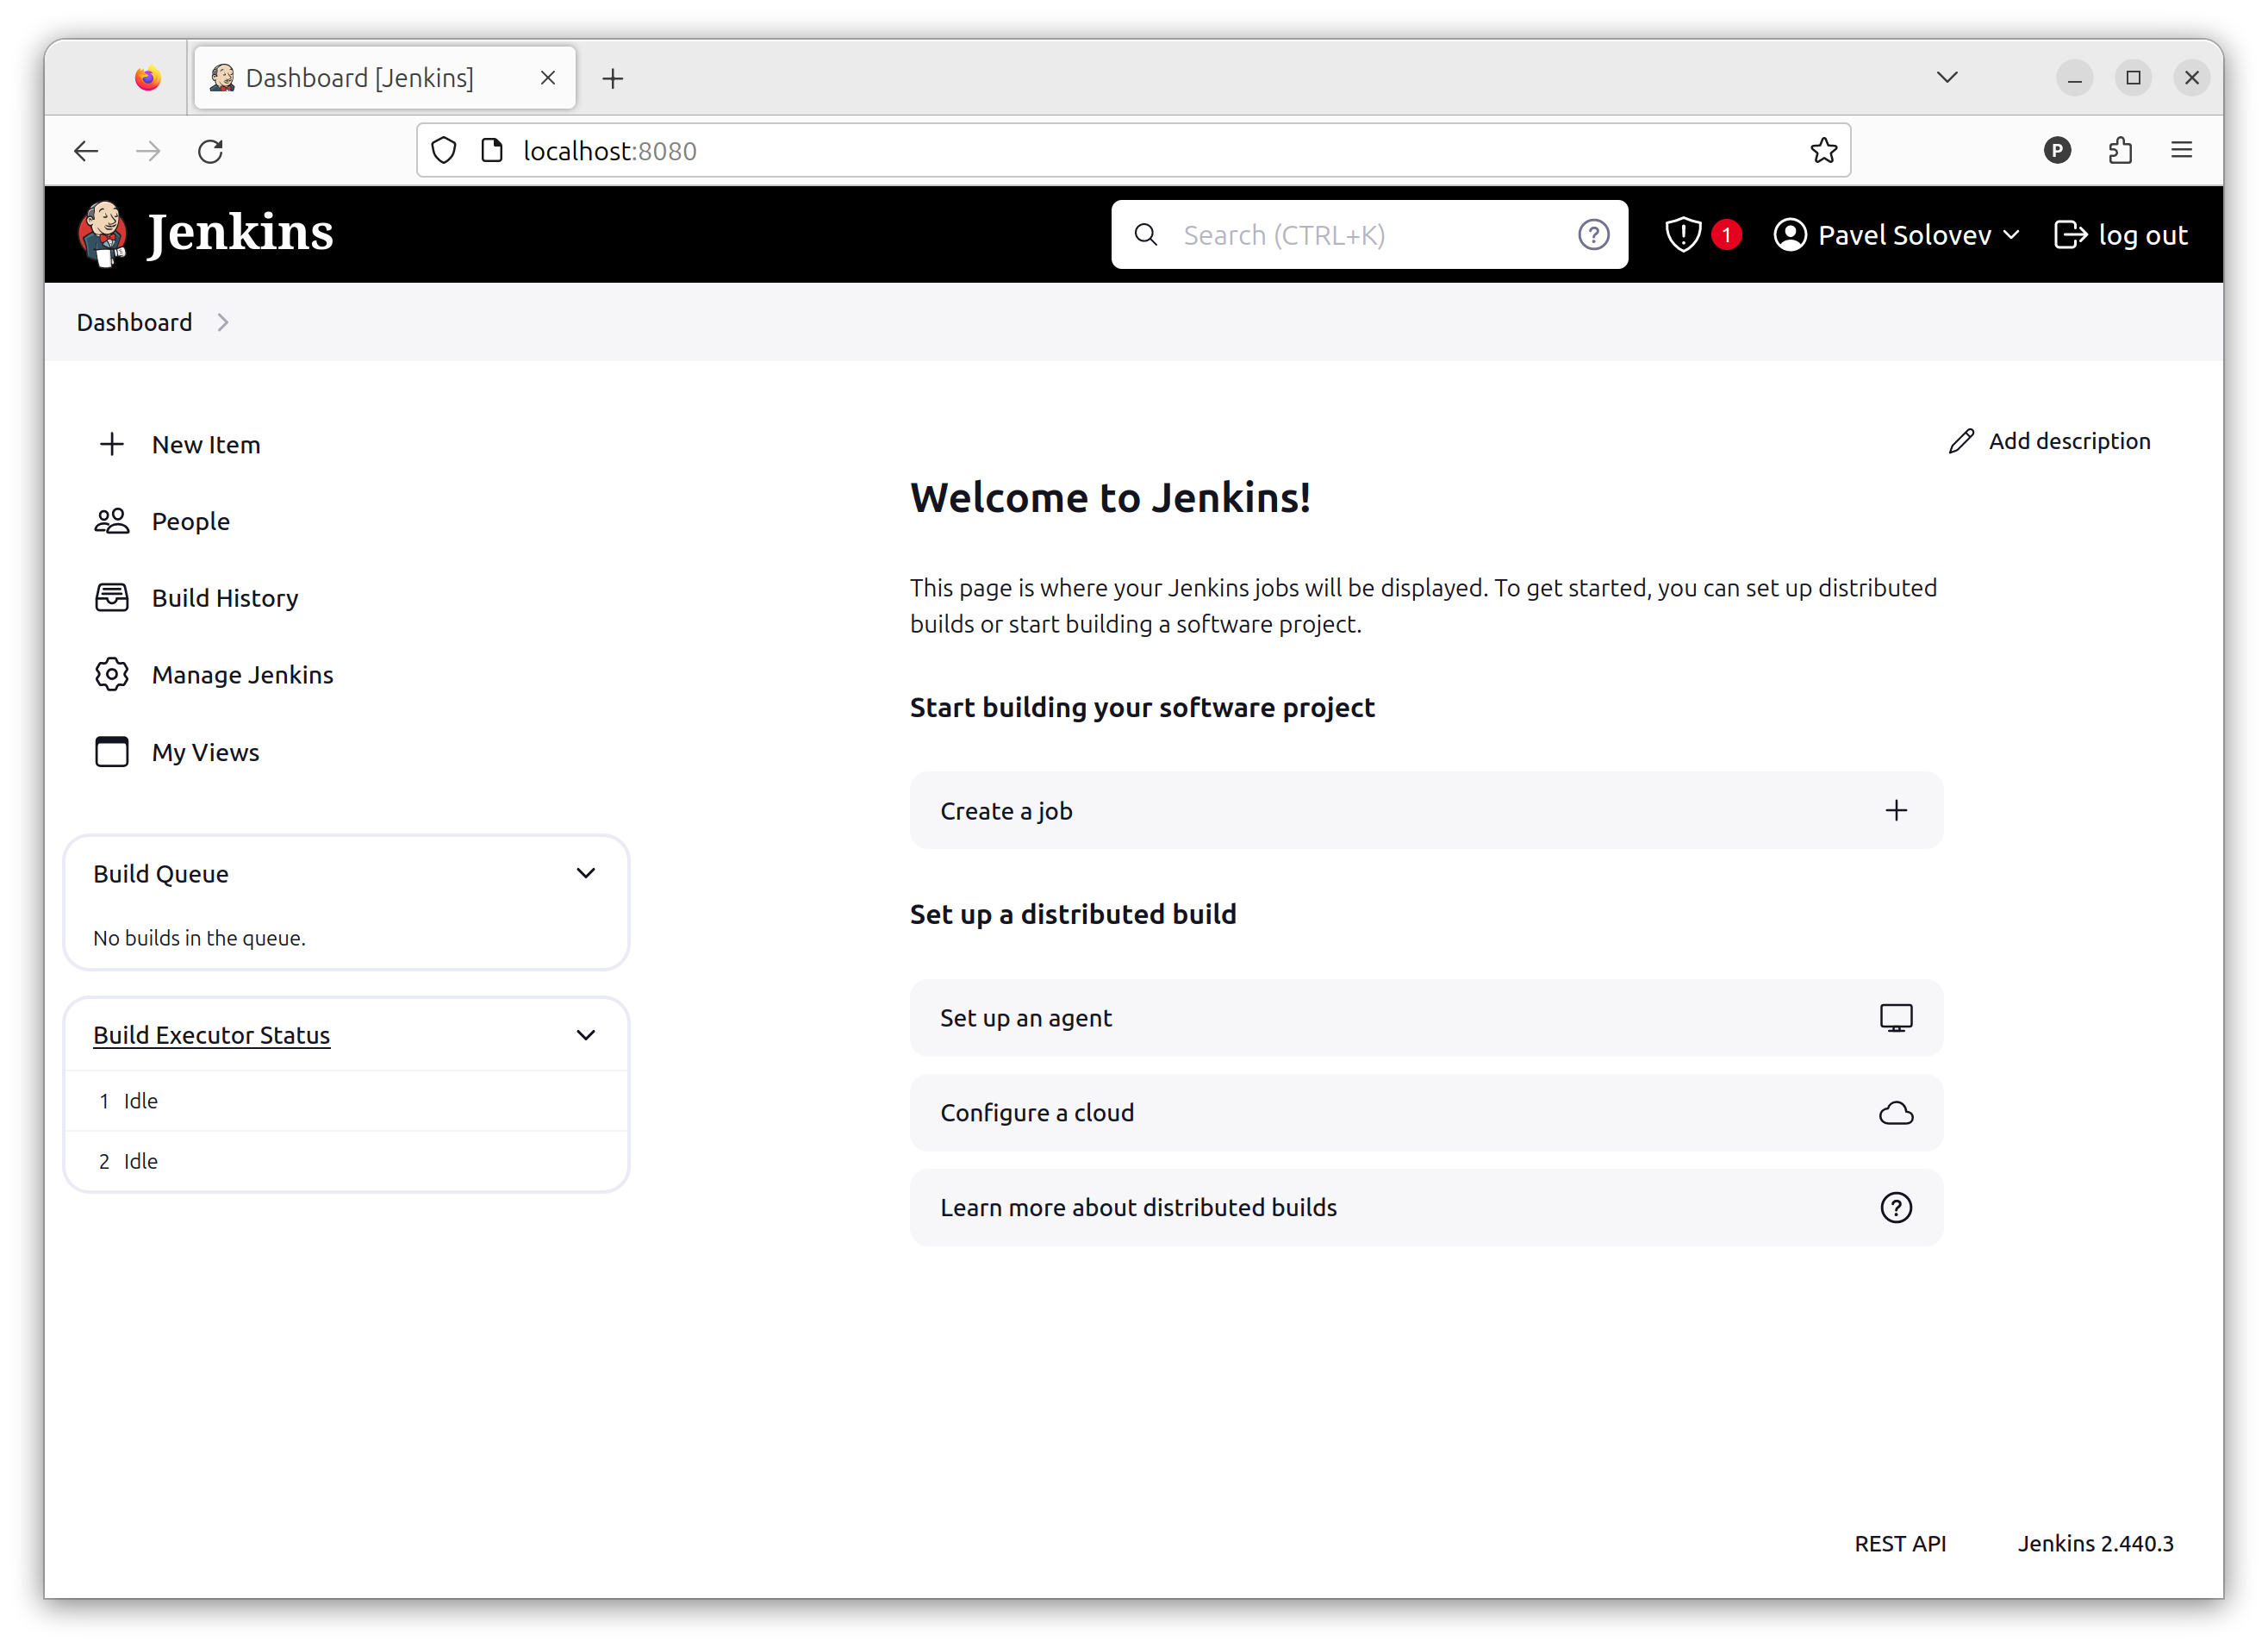 Dashboard [Jenkins]
localhost:8080
P
Jenkins
Search (CTRL+K)
?
! 1
Pavel Solovev
log out
Dashboard
New Item
People
Build History
Manage Jenkins
My Views
Build Queue
No builds in the queue.
Build Executor Status
1 Idle
2 Idle
Add description
Welcome to Jenkins!
This page is where your Jenkins jobs will be displayed. To get started, you can set up distributed
builds or start building a software project.
Start building your software project
Create a job
Set up a distributed build
Set up an agent
Configure a cloud
Learn more about distributed builds
?
REST API
Jenkins 2.440.3